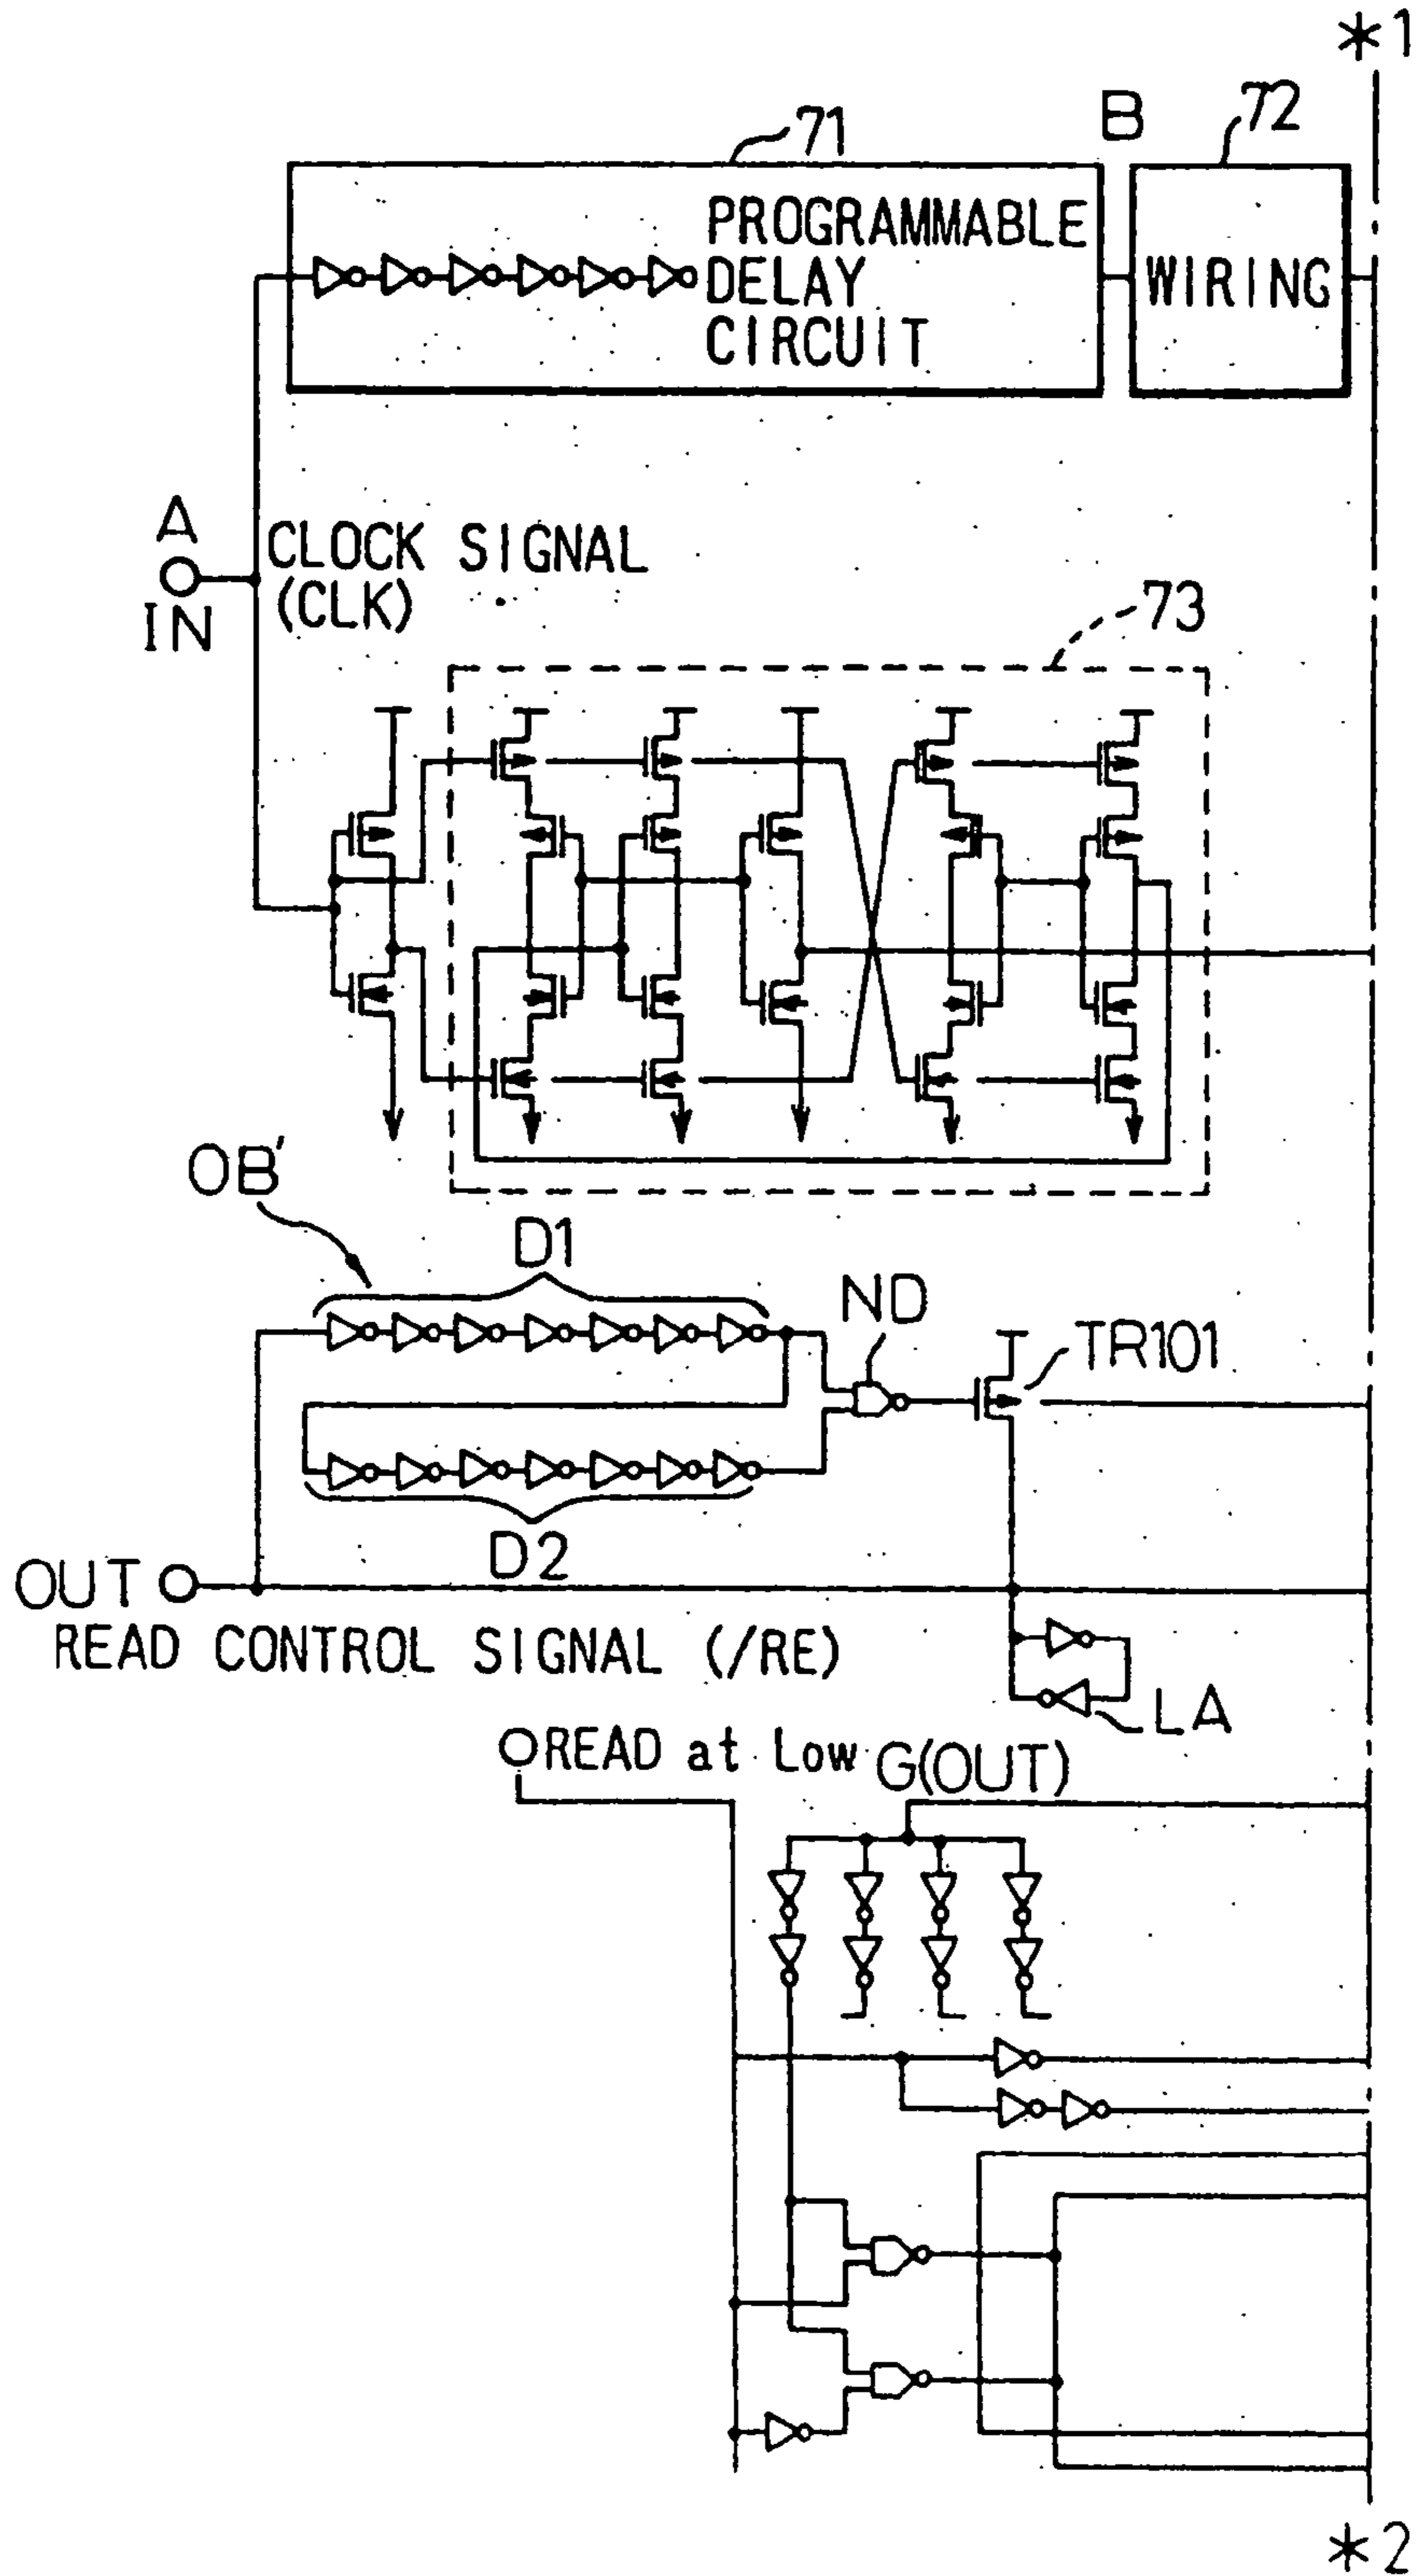 *1
71
B
72
PROGRAMMABLE
DELAY
CIRCUIT
WIRING
A
IN
CLOCK SIGNAL
(CLK)
73
OB'
D1
ND
TR101
D2
OUT
READ CONTROL SIGNAL (/RE)
LA
READ at Low
G(OUT)
*2